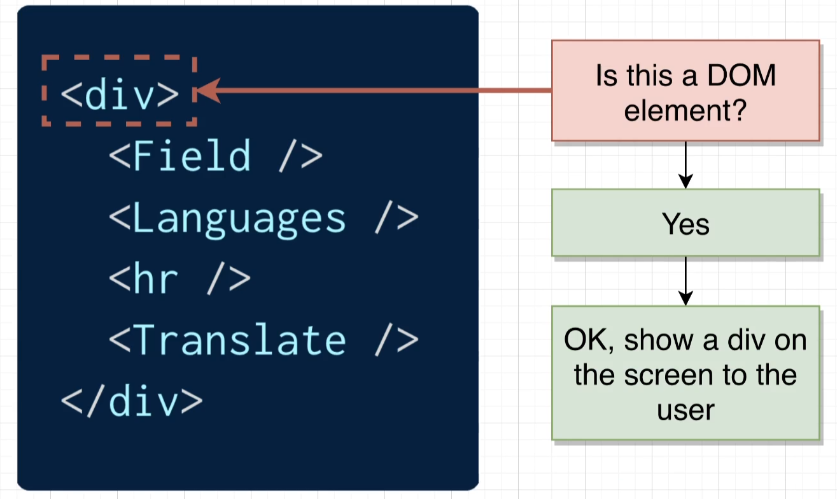 <div>
<Field />
<Languages />
<hr />
<Translate />
</div>
Is this a DOM
element?
Yes
OK, show a div on
the screen to the
user